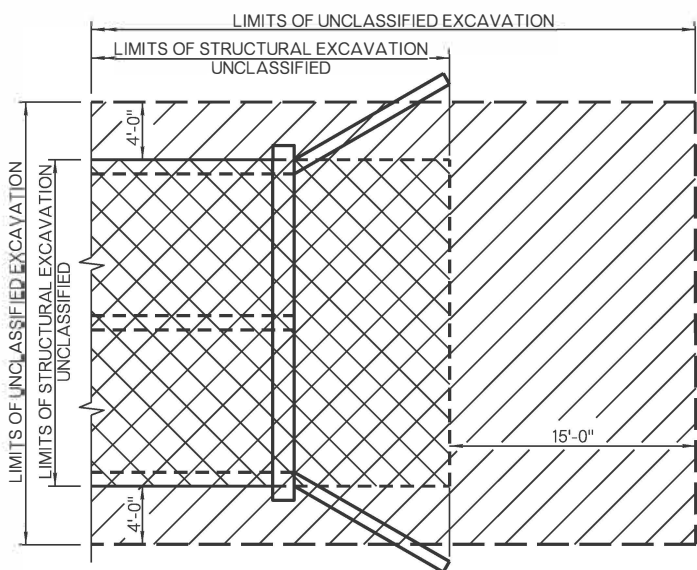 LIMITS OF UNCLASSIFIED EXCAVATION
LIMITS OF STRUCTURAL EXCAVATION
UNCLASSIFIED
4'-0"
LIMITS OF UNCLASSIFIED EXCAVATION
LIMITS OF STRUCTURAL EXCAVATION
UNCLASSIFIED
15'-0"
4'-0"